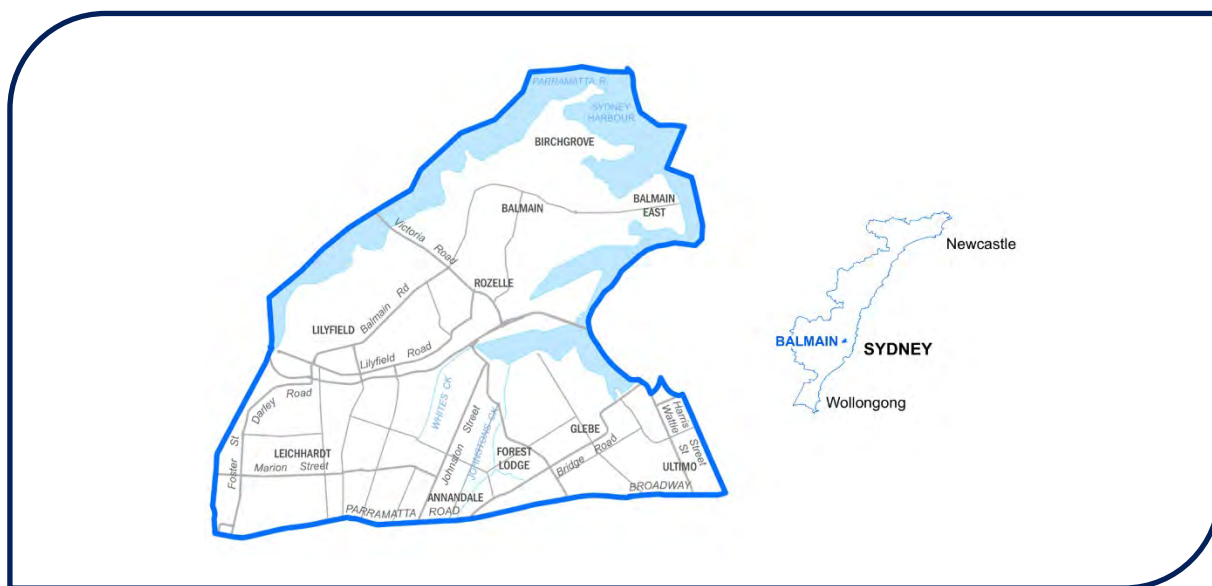 PARRAMATTA R.
SYDNEY
HARBOUR
BIRCHGROVE
BALMAIN
EAST
BALMAIN
Victoria Road
ROZELLE
Balmain Rd
LILYFIELD
Lilyfield Road
Darley Road
WHITES CK
Johnston Street
JOHNSTONS CK
GLEBE
Harris Street
Wattle St
Foster St
LEICHHARDT
Marion Street
FOREST
LODGE
Bridge Road
ULTIMO
ANNANDALE
BROADWAY
PARRAMATTA ROAD
Newcastle
BALMAIN
SYDNEY
Wollongong